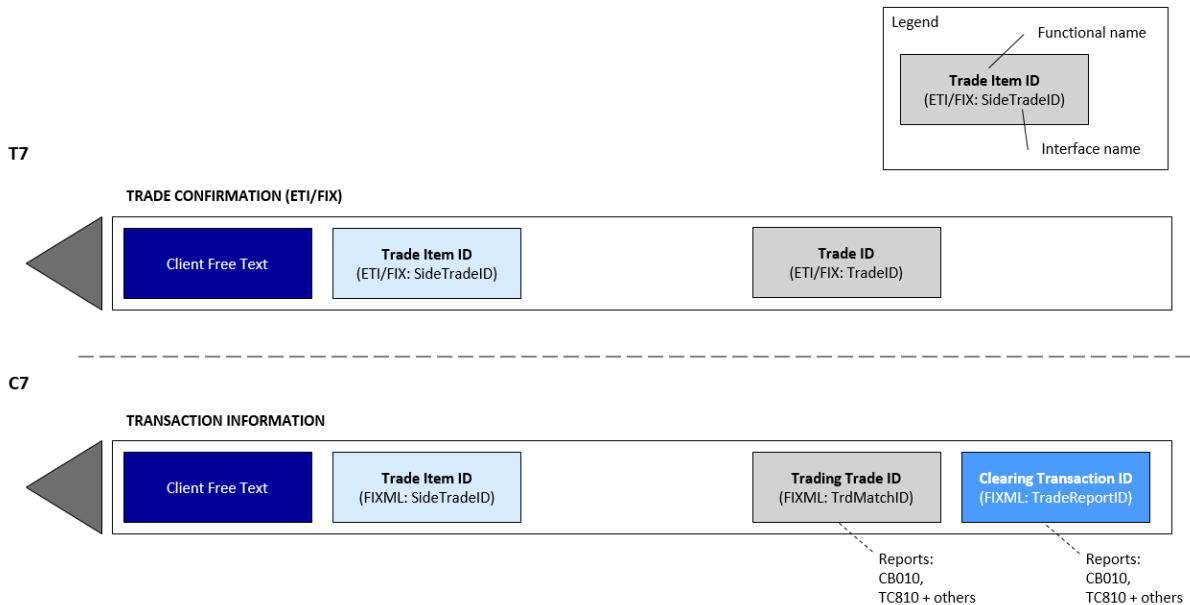 Legend
Functional name
Trade Item ID
(ETI/FIX: SideTradeID)
Interface name
T7
TRADE CONFIRMATION (ETI/FIX)
Client Free Text
Trade Item ID
(ETI/FIX: SideTradeID)
Trade ID
(ETI/FIX: TradeID)
C7
TRANSACTION INFORMATION
Client Free Text
Trade Item ID
(FIXML: SideTradeID)
Trading Trade ID
(FIXML: TrdMatchID)
Clearing Transaction ID
(FIXML: TradeReportID)
Reports:
CB010,
TC810 + others
Reports:
CB010,
TC810 + others